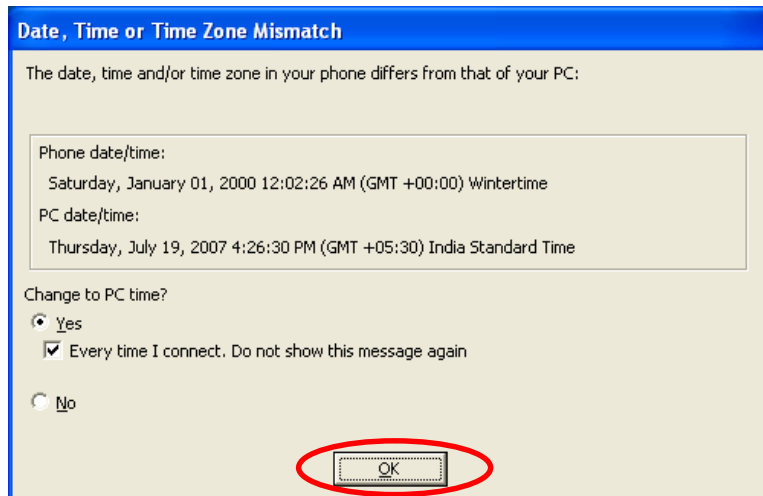 Date, Time or Time Zone Mismatch
The date, time and/or time zone in your phone differs from that of your PC:
Phone date/time:
Saturday, January 01, 2000 12:02:26 AM (GMT +00:00) Wintertime
PC date/time:
Thursday, July 19, 2007 4:26:30 PM (GMT +05:30) India Standard Time
Change to PC time?
Yes
Every time I connect. Do not show this message again
No
OK